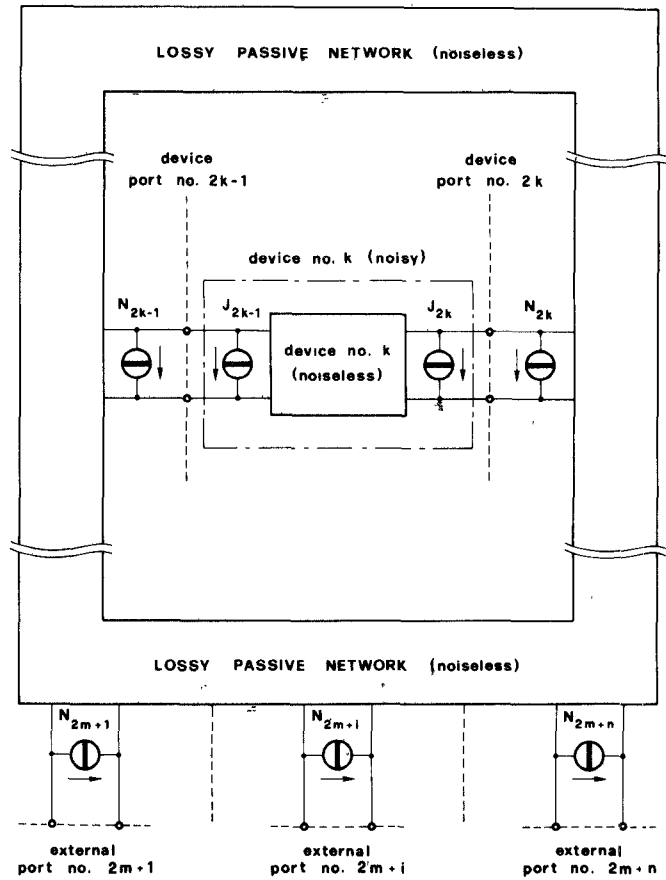 LOSSY PASSIVE NETWORK (noiseless)
device
port no. 2k-1
device
port no. 2k
device no. k (noisy)
N2k-1
J2k-1
J2k
N2k
device no. k
(noiseless)
LOSSY PASSIVE NETWORK (noiseless)
N2m+1
N2m+i
N2m+n
external
port no. 2m+1
external
port no. 2m+i
external
port no. 2m+n